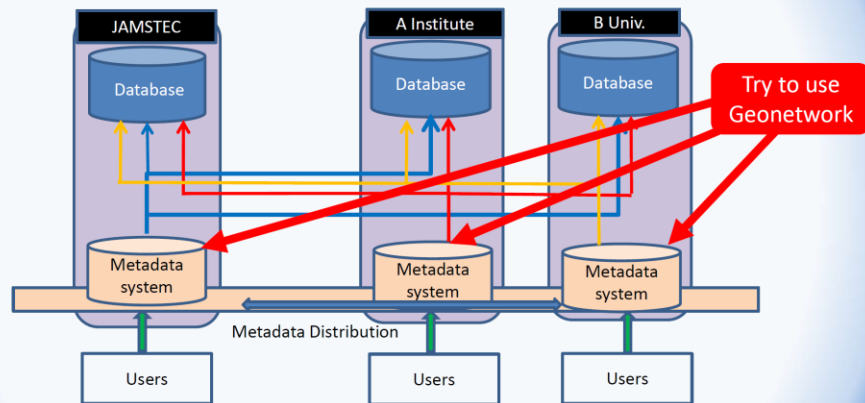 JAMSTEC
A Institute
B Univ.
Database
Database
Database
Try to use
Geonetwork
Metadata
system
Metadata
system
Metadata
system
Metadata Distribution
Users
Users
Users